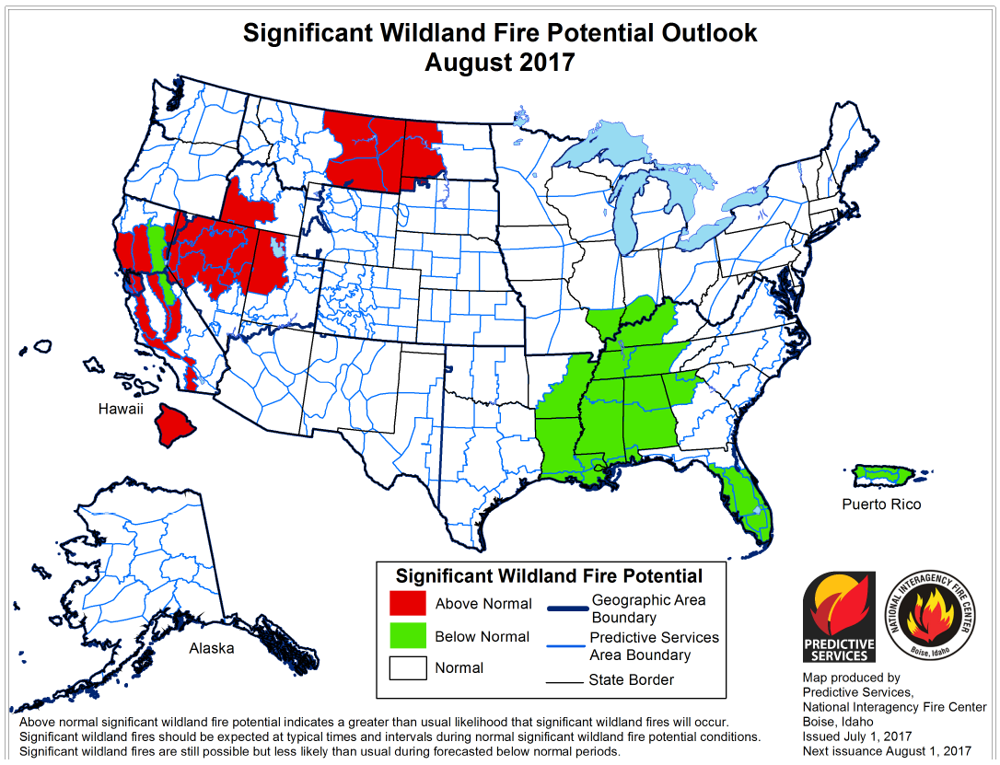 Significant Wildland Fire Potential Outlook
August 2017
Hawaii
Puerto Rico
Alaska
Significant Wildland Fire Potential
Above Normal
Below Normal
Normal
Geographic Area
Boundary
Predictive Services
Area Boundary
State Border
PREDICTIVE
SERVICES
NATIONAL INTERAGENCY FIRE CENTER
Boise, Idaho
Map produced by
Predictive Services,
National Interagency Fire Center
Boise, Idaho
Issued July 1, 2017
Next issuance August 1, 2017
Above normal significant wildland fire potential indicates a greater than usual likelihood that significant wildland fires will occur.
Significant wildland fires should be expected at typical times and intervals during normal significant wildland fire potential conditions.
Significant wildland fires are still possible but less likely than usual during forecasted below normal periods.